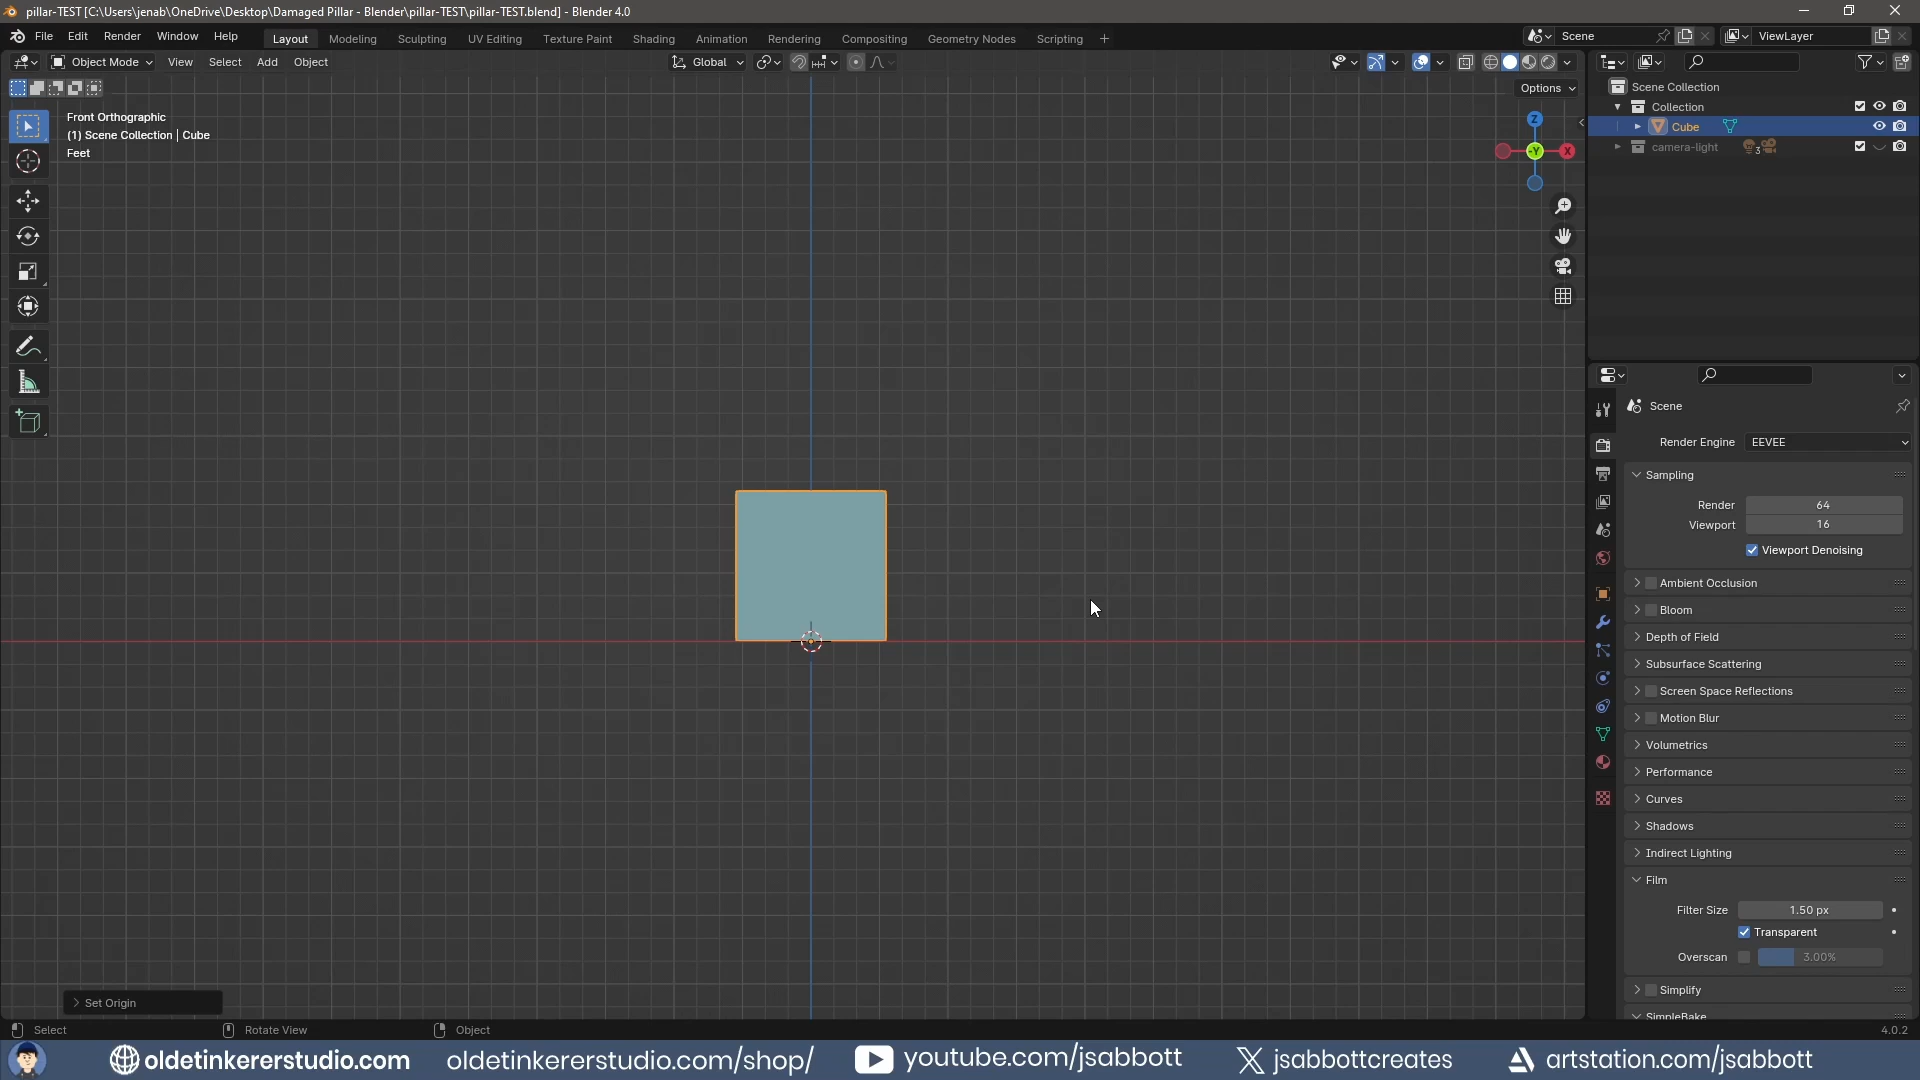 pillar-TEST [C:\Users\jenab\OneDrive\Desktop\Damaged Pillar - Blender\pillar-TEST\pillar-TEST.blend] - Blender 4.0
File Edit Render Window Help
Layout Modeling Sculpting UV Editing Texture Paint Shading Animation Rendering Compositing Geometry Nodes Scripting +
Scene ViewLayer
Object Mode View Select Add Object
Global
Options
Front Orthographic
(1) Scene Collection | Cube
Feet
Z
-Y
X
Scene Collection
Collection
Cube
camera-light 3
Scene
Render Engine EEVEE
Sampling
Render 64
Viewport 16
Viewport Denoising
Ambient Occlusion
Bloom
Depth of Field
Subsurface Scattering
Screen Space Reflections
Motion Blur
Volumetrics
Performance
Curves
Shadows
Indirect Lighting
Film
Filter Size 1.50 px
Transparent
Overscan 3.00%
Simplify
SimpleBake
Set Origin
Select Rotate View Object 4.0.2
oldetinkererstudio.com oldetinkererstudio.com/shop/ youtube.com/jsabbott jsabbottcreates artstation.com/jsabbott